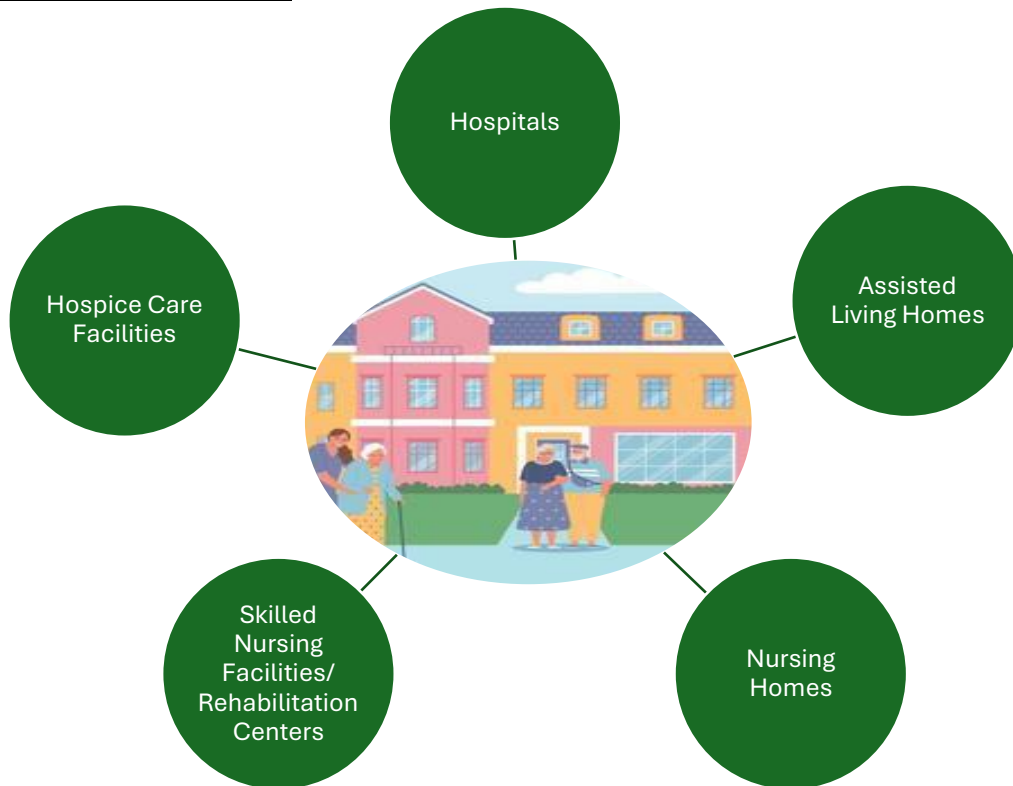 Hospitals
Assisted
Living Homes
Hospice Care
Facilities
Skilled
Nursing
Facilities/
Rehabilitation
Centers
Nursing
Homes